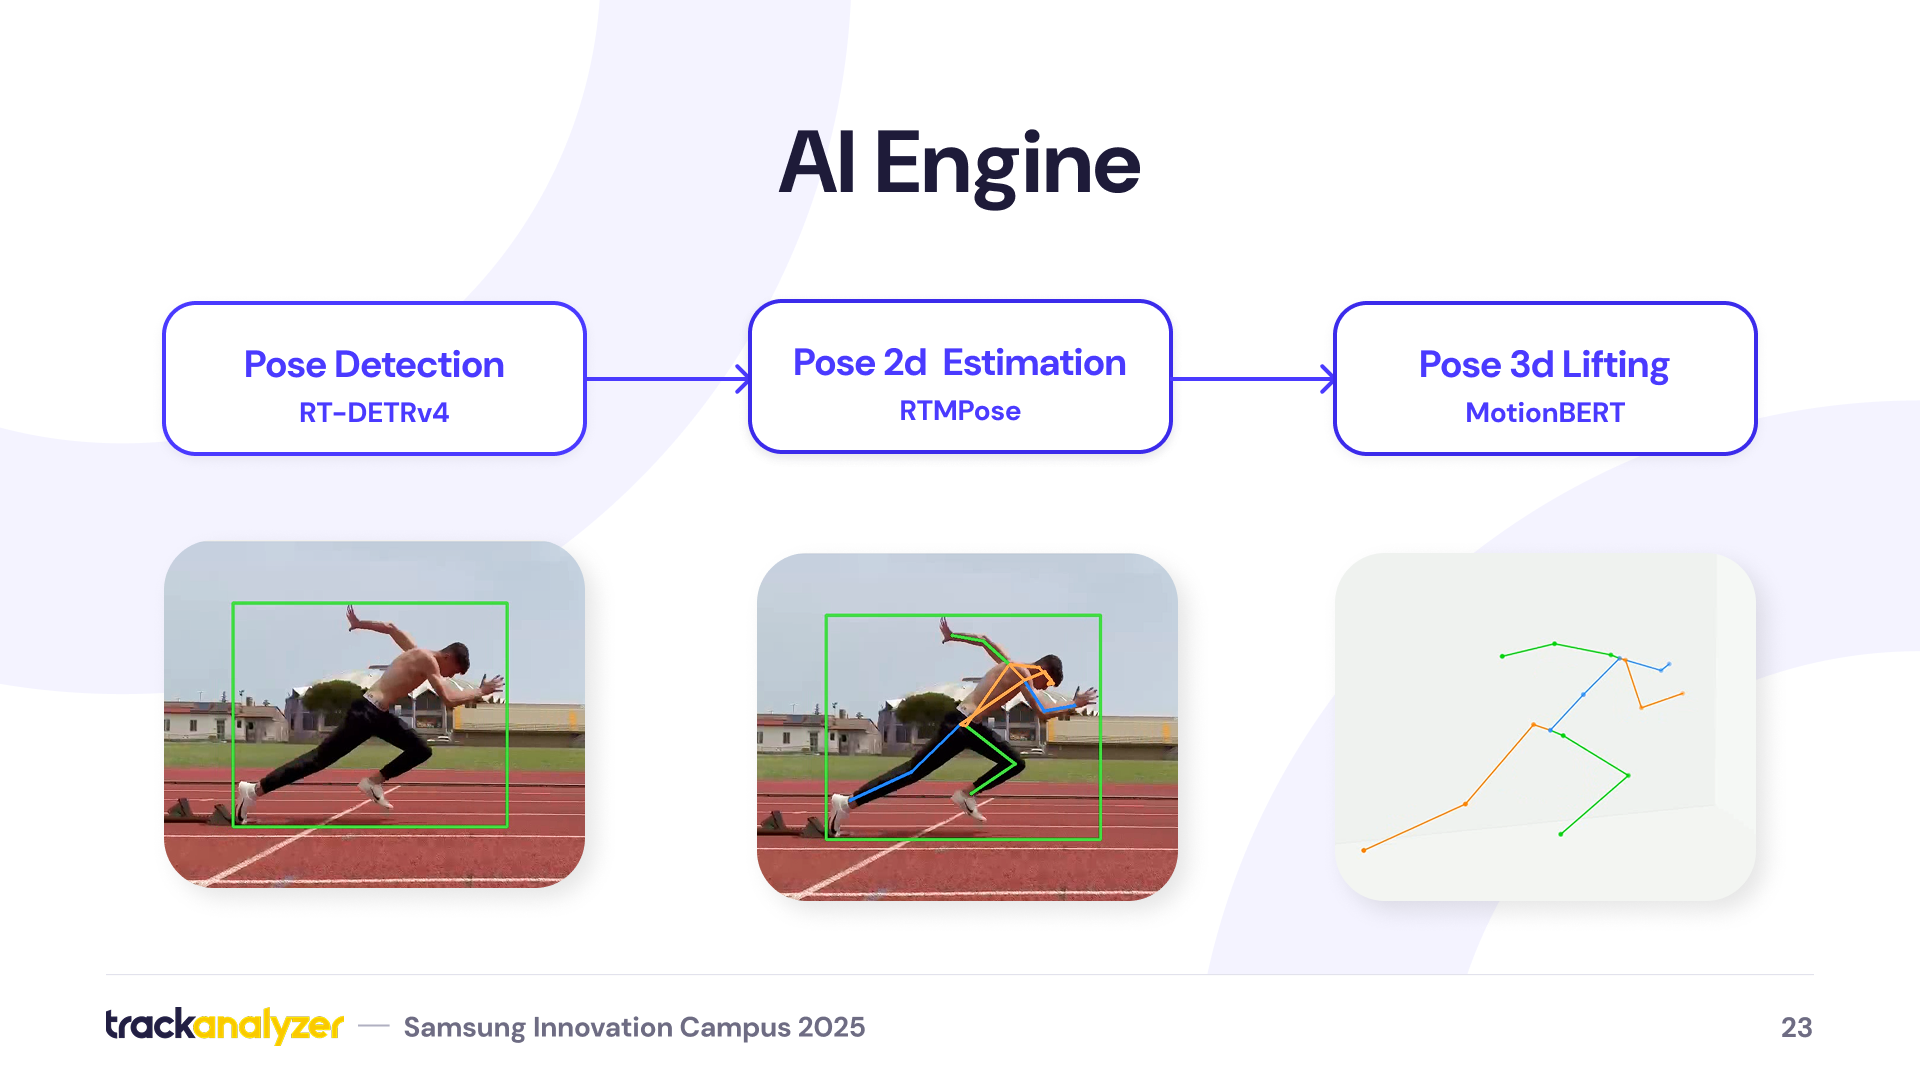 AI Engine
Pose Detection
RT-DETRv4
Pose 2d  Estimation
RTMPose
Pose 3d Lifting
MotionBERT
trackanalyzer — Samsung Innovation Campus 2025
23